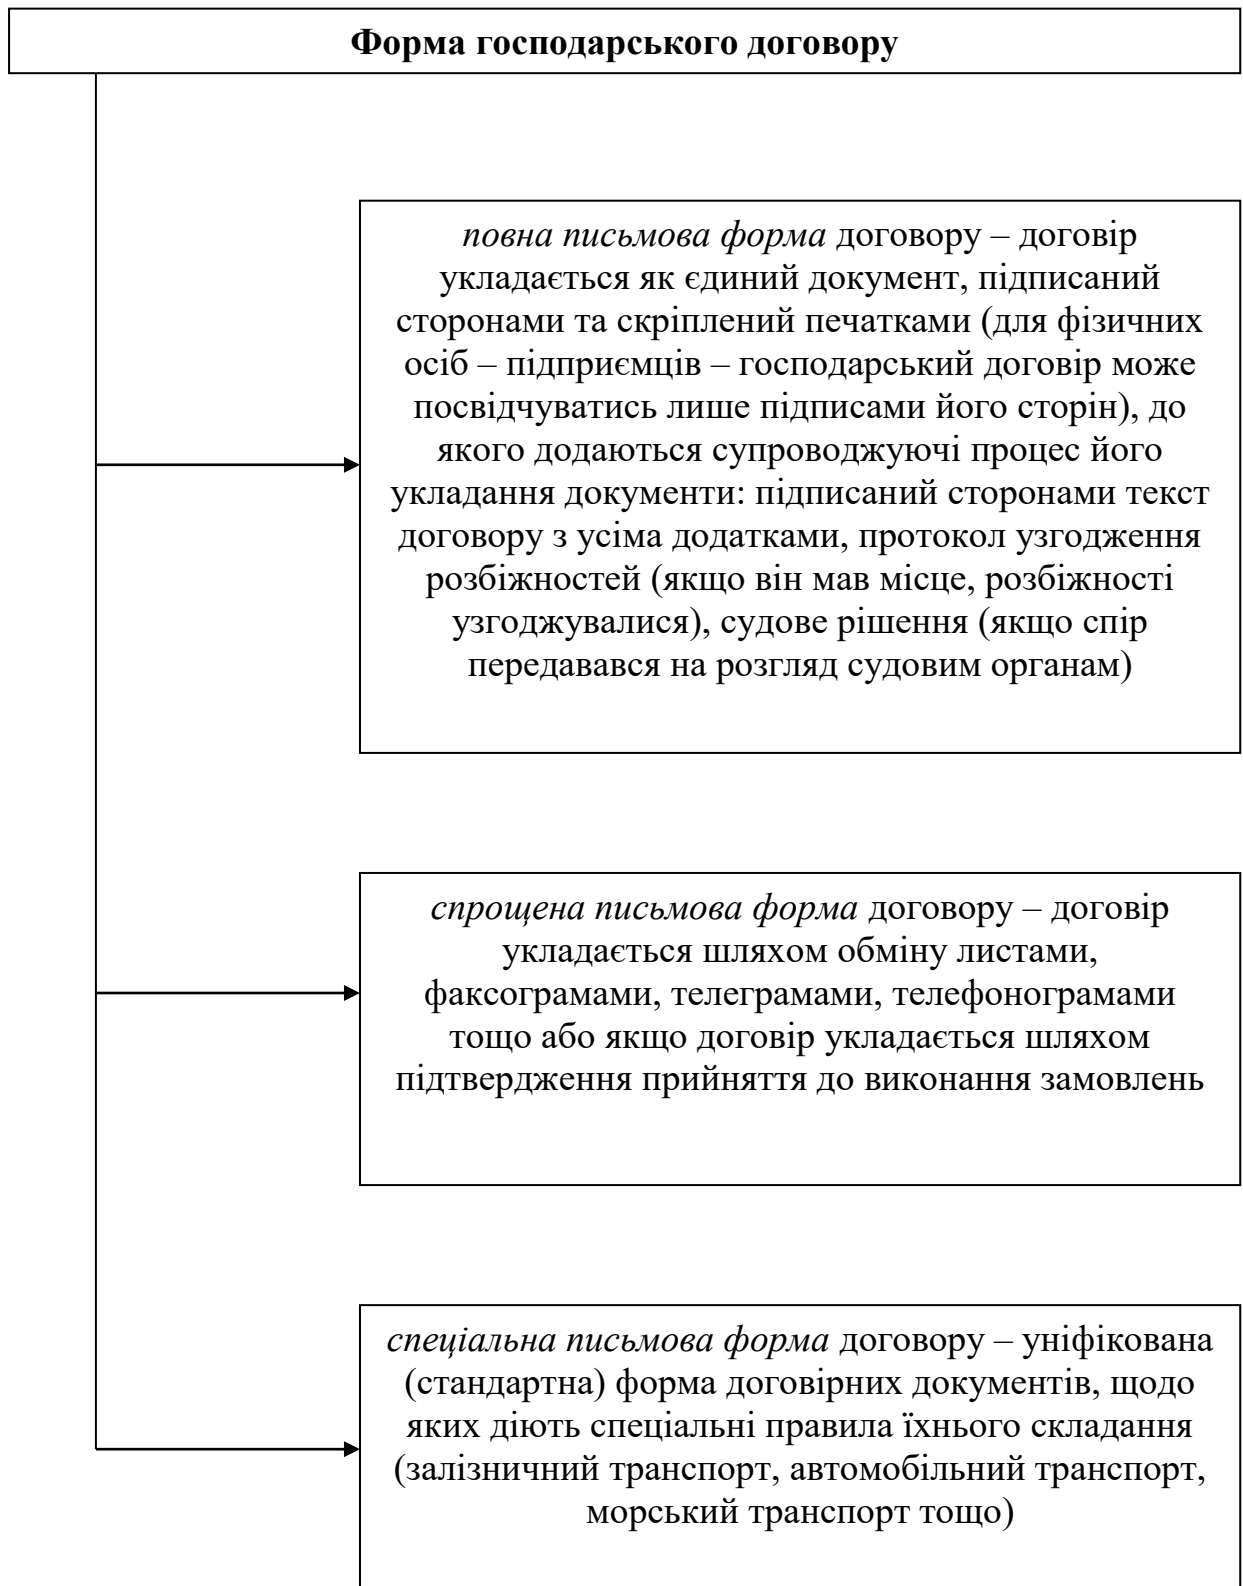 Форма господарського договору
повна письмова форма договору – договір
укладається як єдиний документ, підписаний
сторонами та скріплений печатками (для фізичних
осіб – підприємців – господарський договір може
посвідчуватись лише підписами його сторін), до
якого додаються супроводжуючі процес його
укладання документи: підписаний сторонами текст
договору з усіма додатками, протокол узгодження
розбіжностей (якщо він мав місце, розбіжності
узгоджувалися), судове рішення (якщо спір
передавався на розгляд судовим органам)
спрощена письмова форма договору – договір
укладається шляхом обміну листами,
факсограмами, телеграмами, телефонограмами
тощо або якщо договір укладається шляхом
підтвердження прийняття до виконання замовлень
спеціальна письмова форма договору – уніфікована
(стандартна) форма договірних документів, щодо
яких діють спеціальні правила їхнього складання
(залізничний транспорт, автомобільний транспорт,
морський транспорт тощо)